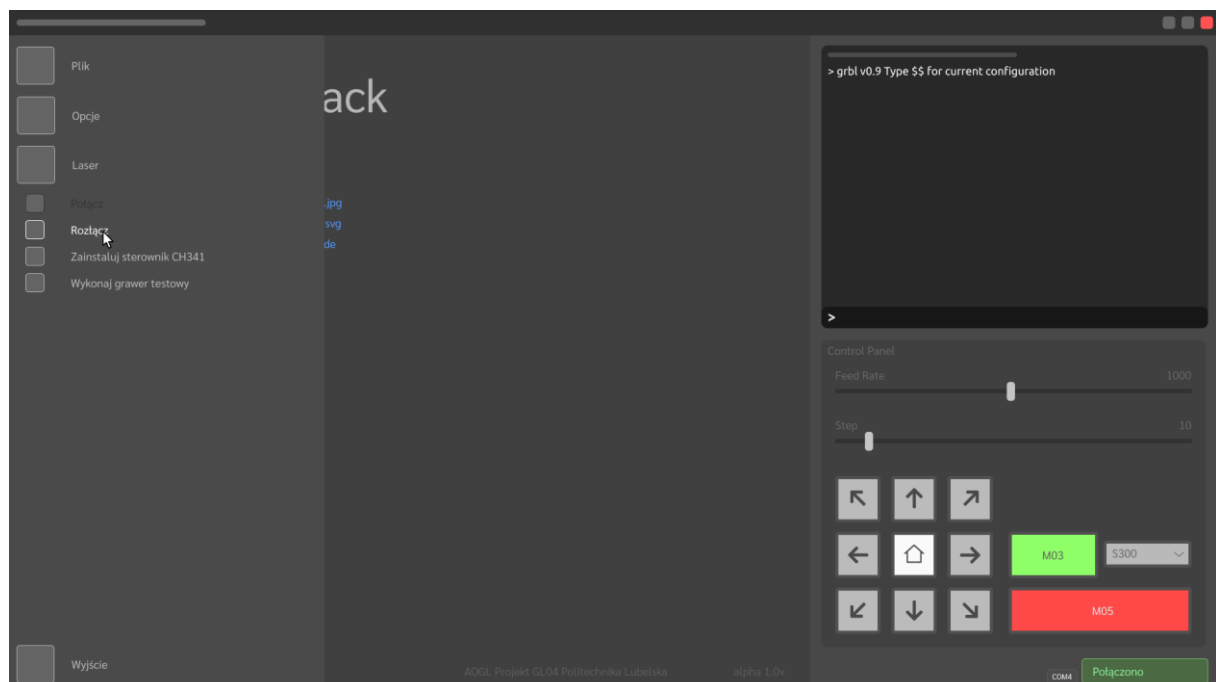 Plik
Opcje
Laser
Połącz
Rozłącz
Zainstaluj sterownik CH341
Wykonaj grawer testowy
Wyjście
ack
.jpg
svg
de
AOGL Projekt GL04 Politechnika Lubelska
alpha 1.0v
> grbl v0.9 Type $$ for current configuration
>
Control Panel
Feed Rate 1000
Step 10
M03
S300
M05
COM4
Połączono